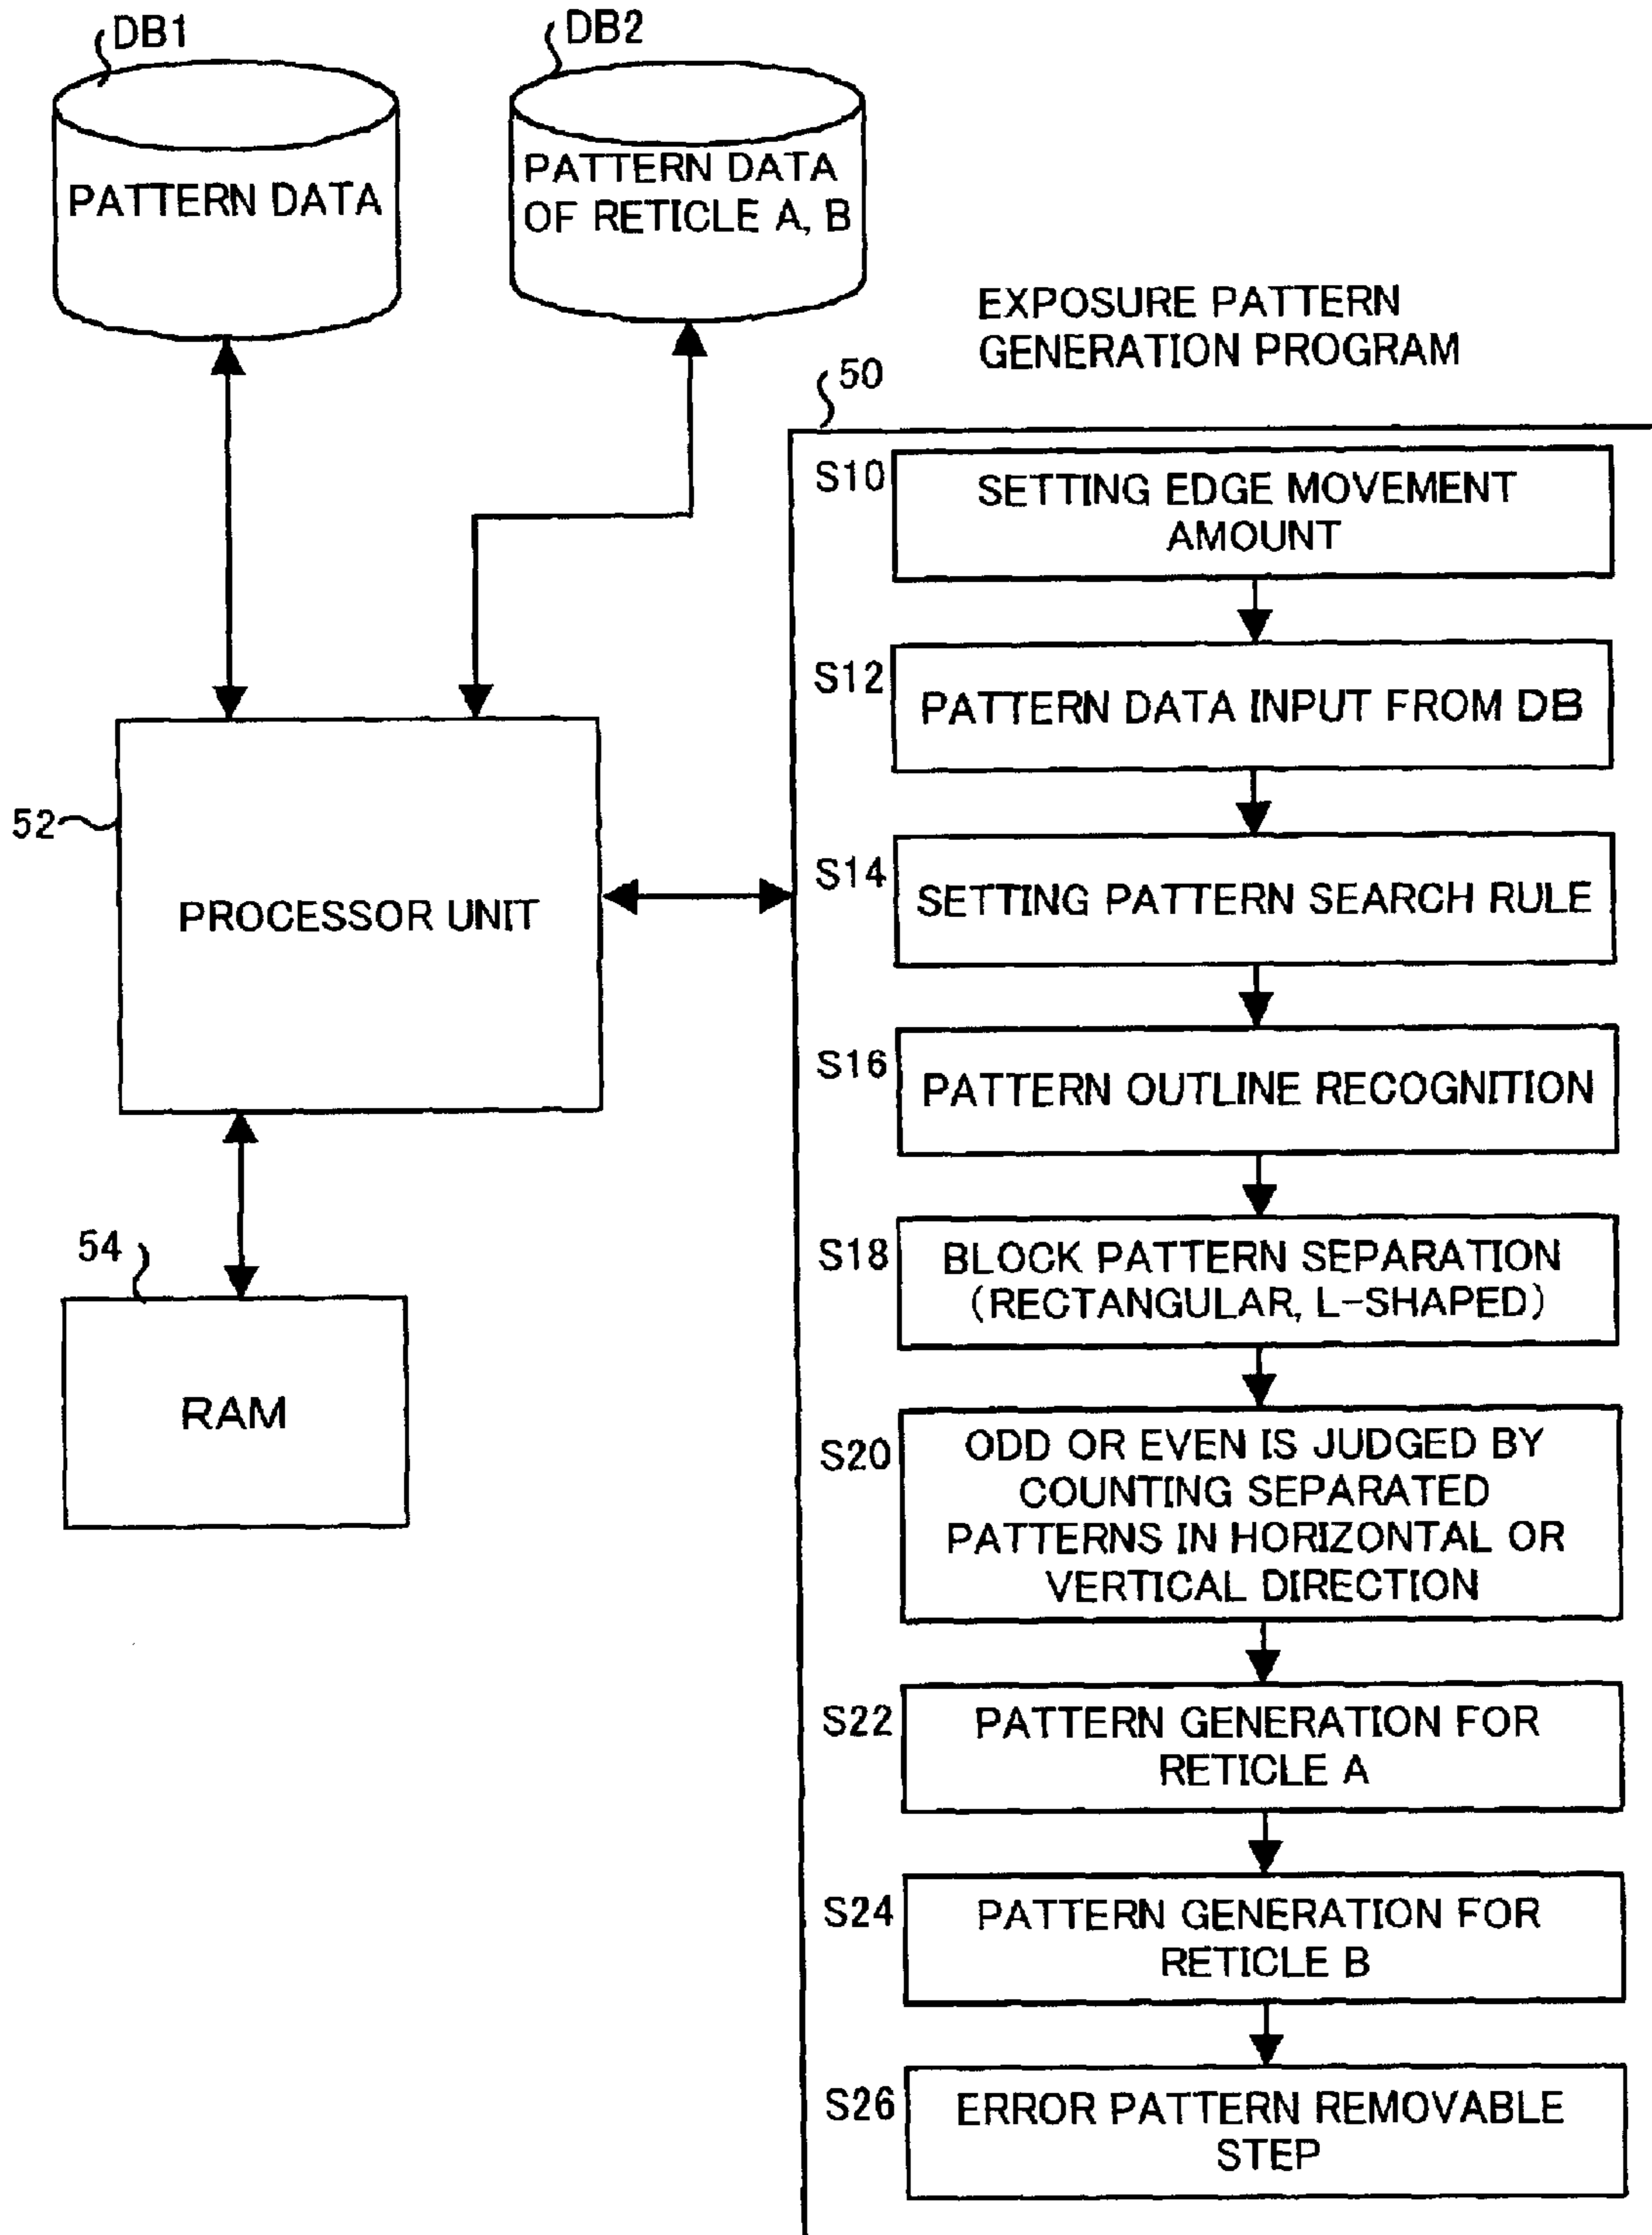 DB1
DB2
PATTERN DATA
PATTERN DATA
OF RETICLE A, B
EXPOSURE PATTERN
GENERATION PROGRAM
50
S10
SETTING EDGE MOVEMENT
AMOUNT
S12
PATTERN DATA INPUT FROM DB
52
PROCESSOR UNIT
S14
SETTING PATTERN SEARCH RULE
S16
PATTERN OUTLINE RECOGNITION
54
RAM
S18
BLOCK PATTERN SEPARATION
(RECTANGULAR, L-SHAPED)
S20
ODD OR EVEN IS JUDGED BY
COUNTING SEPARATED
PATTERNS IN HORIZONTAL OR
VERTICAL DIRECTION
S22
PATTERN GENERATION FOR
RETICLE A
S24
PATTERN GENERATION FOR
RETICLE B
S26
ERROR PATTERN REMOVABLE
STEP